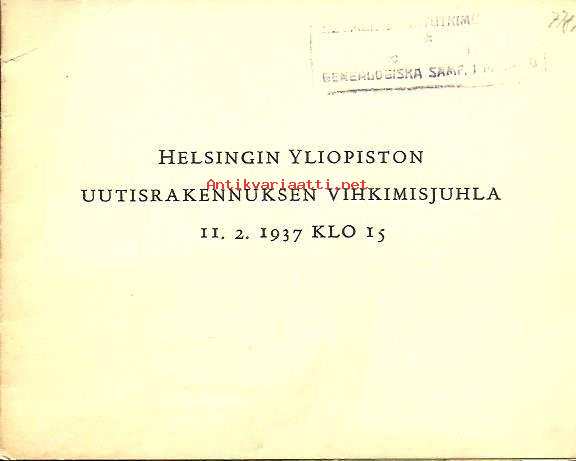 GENEALOGISKA SAMF.
HELSINGIN YLIOPISTON
Antikvariaatti.net
UUTISRAKENNUKSEN VIHKIMISJUHLA
11. 2. 1937 KLO 15